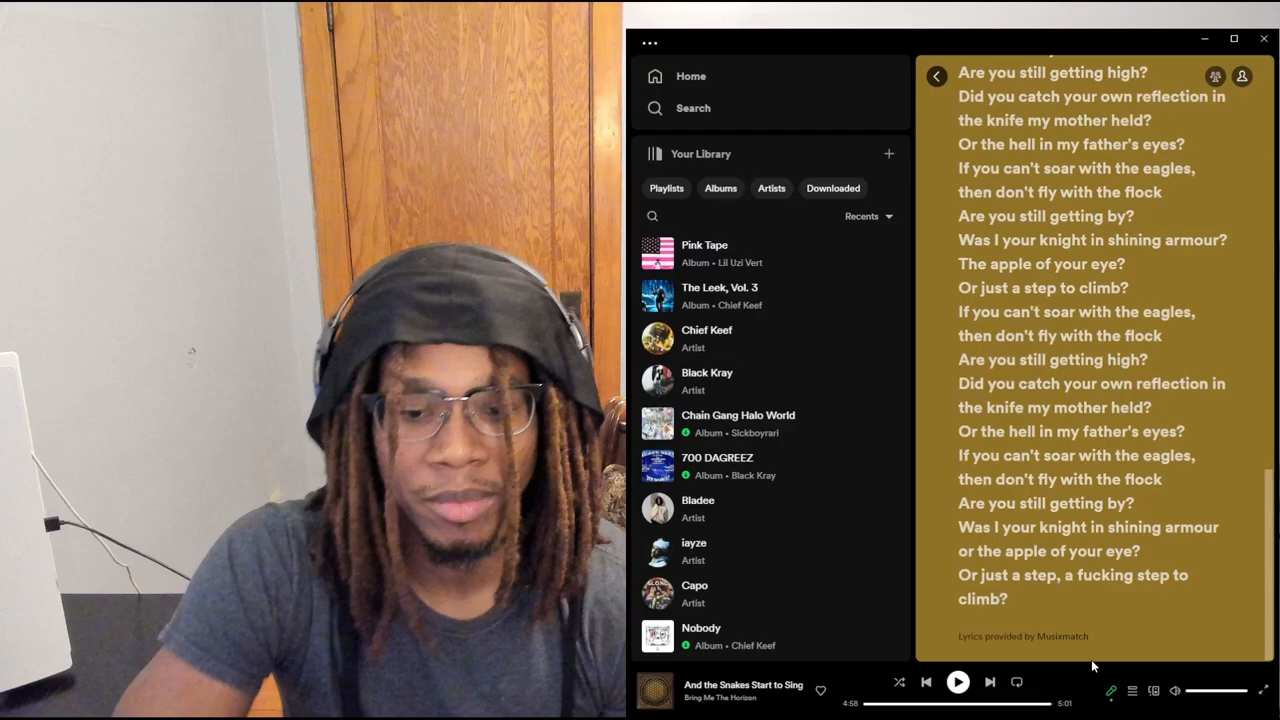 Home
Search
Your Library
Playlists
Albums
Artists
Downloaded
Recents
Pink Tape
Album • Lil Uzi Vert
The Leek, Vol. 3
Album • Chief Keef
Chief Keef
Artist
Black Kray
Artist
Chain Gang Halo World
Album • Sickboyrari
700 DAGREEZ
Album • Black Kray
Bladee
Artist
iayze
Artist
Capo
Artist
Nobody
Album • Chief Keef
Are you still getting high?
Did you catch your own reflection in
the knife my mother held?
Or the hell in my father's eyes?
If you can't soar with the eagles,
then don't fly with the flock
Are you still getting by?
Was I your knight in shining armour?
The apple of your eye?
Or just a step to climb?
If you can't soar with the eagles,
then don't fly with the flock
Are you still getting high?
Did you catch your own reflection in
the knife my mother held?
Or the hell in my father's eyes?
If you can't soar with the eagles,
then don't fly with the flock
Are you still getting by?
Was I your knight in shining armour
or the apple of your eye?
Or just a step, a fucking step to
climb?
Lyrics provided by Musixmatch
And the Snakes Start to Sing
Bring Me The Horizon
4:58
5:01